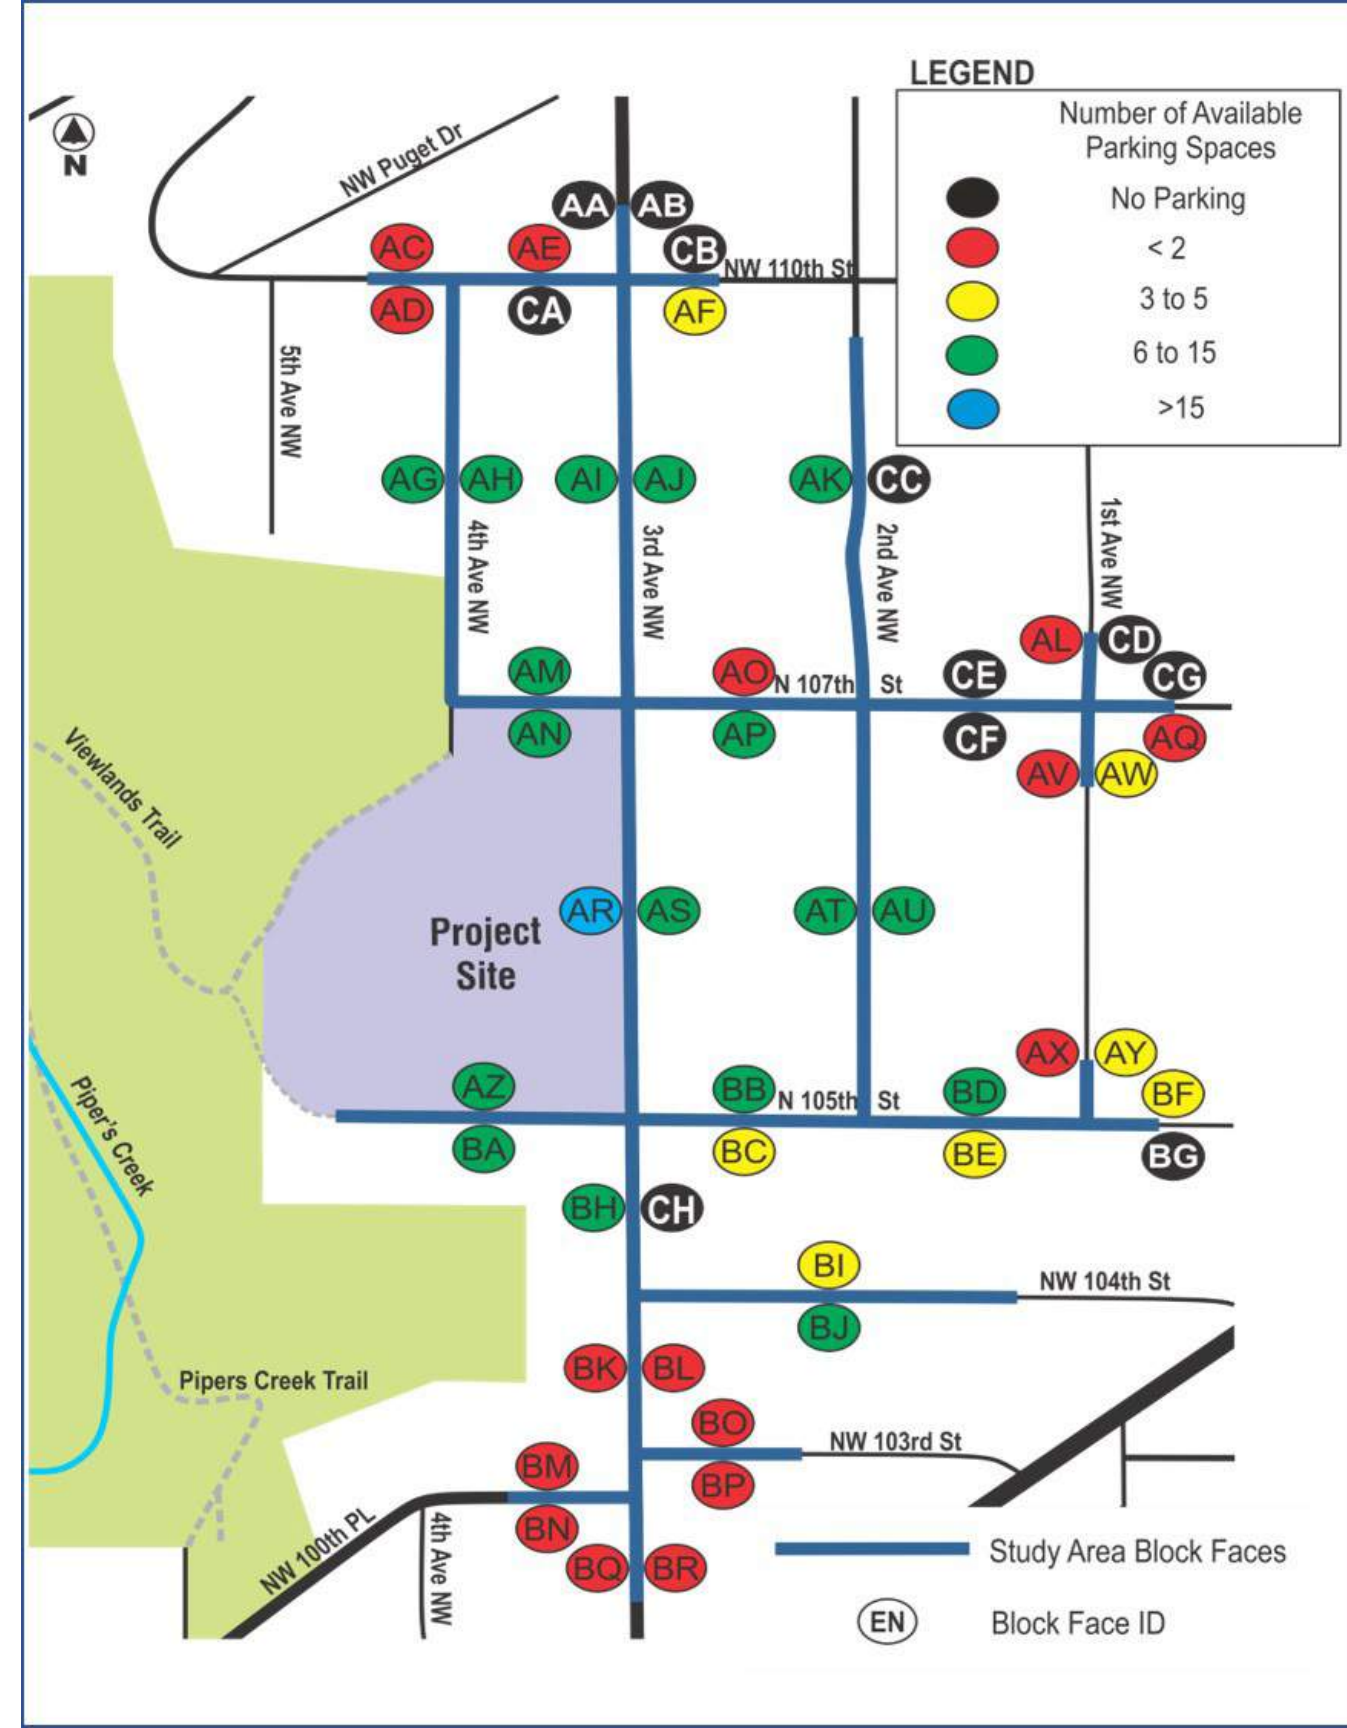 LEGEND
Number of Available
Parking Spaces
No Parking
< 2
3 to 5
6 to 15
>15
N
NW Puget Dr
AA AB
AC AE CB
NW 110th St
AD CA AF
5th Ave NW
AG AH AI AJ AK CC
4th Ave NW
3rd Ave NW
2nd Ave NW
1st Ave NW
AL CD
AM AO CE CG
N 107th St
AN AP CF AQ
AV AW
Viewlands Trail
AR AS AT AU
Project
Site
AX AY
AZ BB BD BF
N 105th St
BA BC BE BG
Piper's Creek
BH CH
BI
NW 104th St
BJ
BK BL
Pipers Creek Trail
BO
NW 103rd St
BM
BP
BN
NW 100th PL
4th Ave NW
BQ BR
Study Area Block Faces
EN Block Face ID